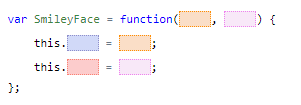 var SmileyFace = function( , ) {
this. = ;
this. = ;
};